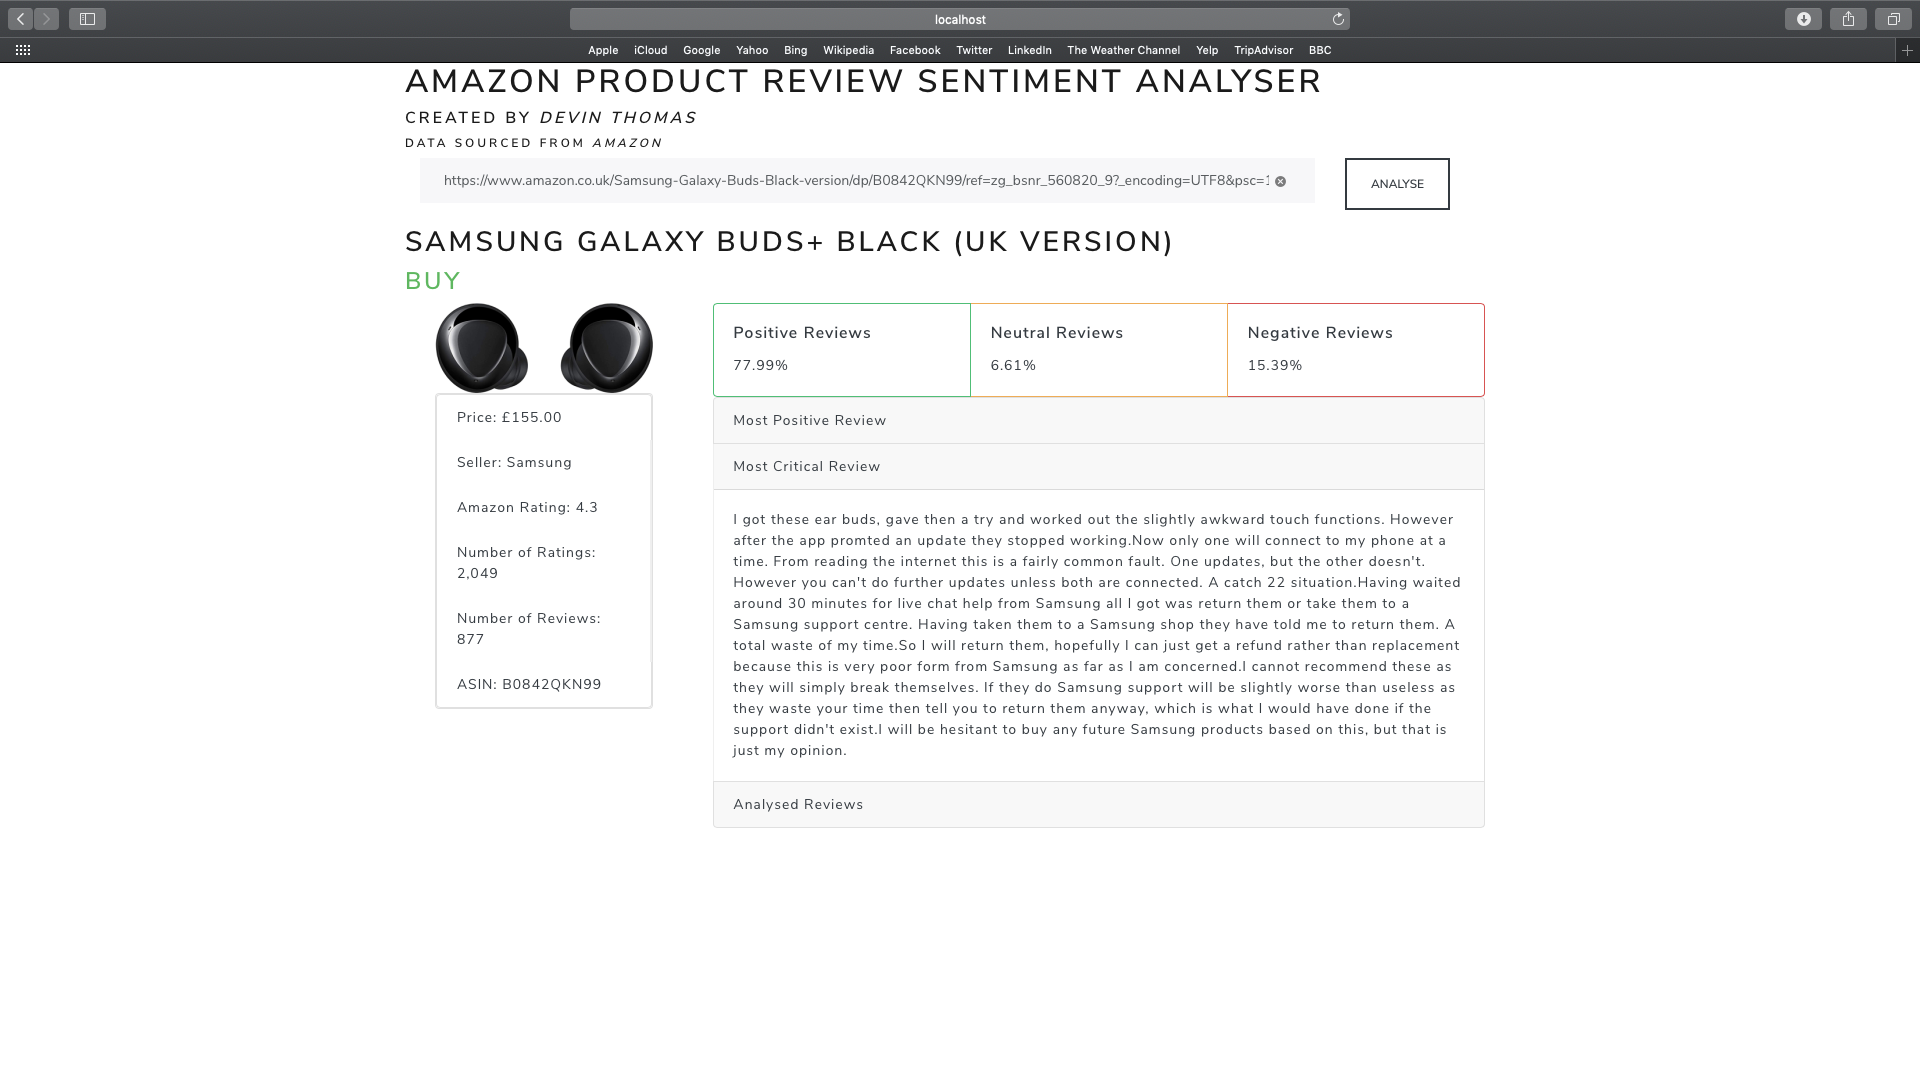 localhost
Apple iCloud Google Yahoo Bing Wikipedia Facebook Twitter LinkedIn The Weather Channel Yelp TripAdvisor BBC
AMAZON PRODUCT REVIEW SENTIMENT ANALYSER
CREATED BY DEVIN THOMAS
DATA SOURCED FROM AMAZON
https://www.amazon.co.uk/Samsung-Galaxy-Buds-Black-version/dp/B0842QKN99/ref=zg_bsnr_560820_9?_encoding=UTF8&psc=1
ANALYSE
SAMSUNG GALAXY BUDS+ BLACK (UK VERSION)
BUY
Price: £155.00
Seller: Samsung
Amazon Rating: 4.3
Number of Ratings:
2,049
Number of Reviews:
877
ASIN: B0842QKN99
Positive Reviews
77.99%
Neutral Reviews
6.61%
Negative Reviews
15.39%
Most Positive Review
Most Critical Review
I got these ear buds, gave then a try and worked out the slightly awkward touch functions. However
after the app promted an update they stopped working.Now only one will connect to my phone at a
time. From reading the internet this is a fairly common fault. One updates, but the other doesn't.
However you can't do further updates unless both are connected. A catch 22 situation.Having waited
around 30 minutes for live chat help from Samsung all I got was return them or take them to a
Samsung support centre. Having taken them to a Samsung shop they have told me to return them. A
total waste of my time.So I will return them, hopefully I can just get a refund rather than replacement
because this is very poor form from Samsung as far as I am concerned.I cannot recommend these as
they will simply break themselves. If they do Samsung support will be slightly worse than useless as
they waste your time then tell you to return them anyway, which is what I would have done if the
support didn't exist.I will be hesitant to buy any future Samsung products based on this, but that is
just my opinion.
Analysed Reviews